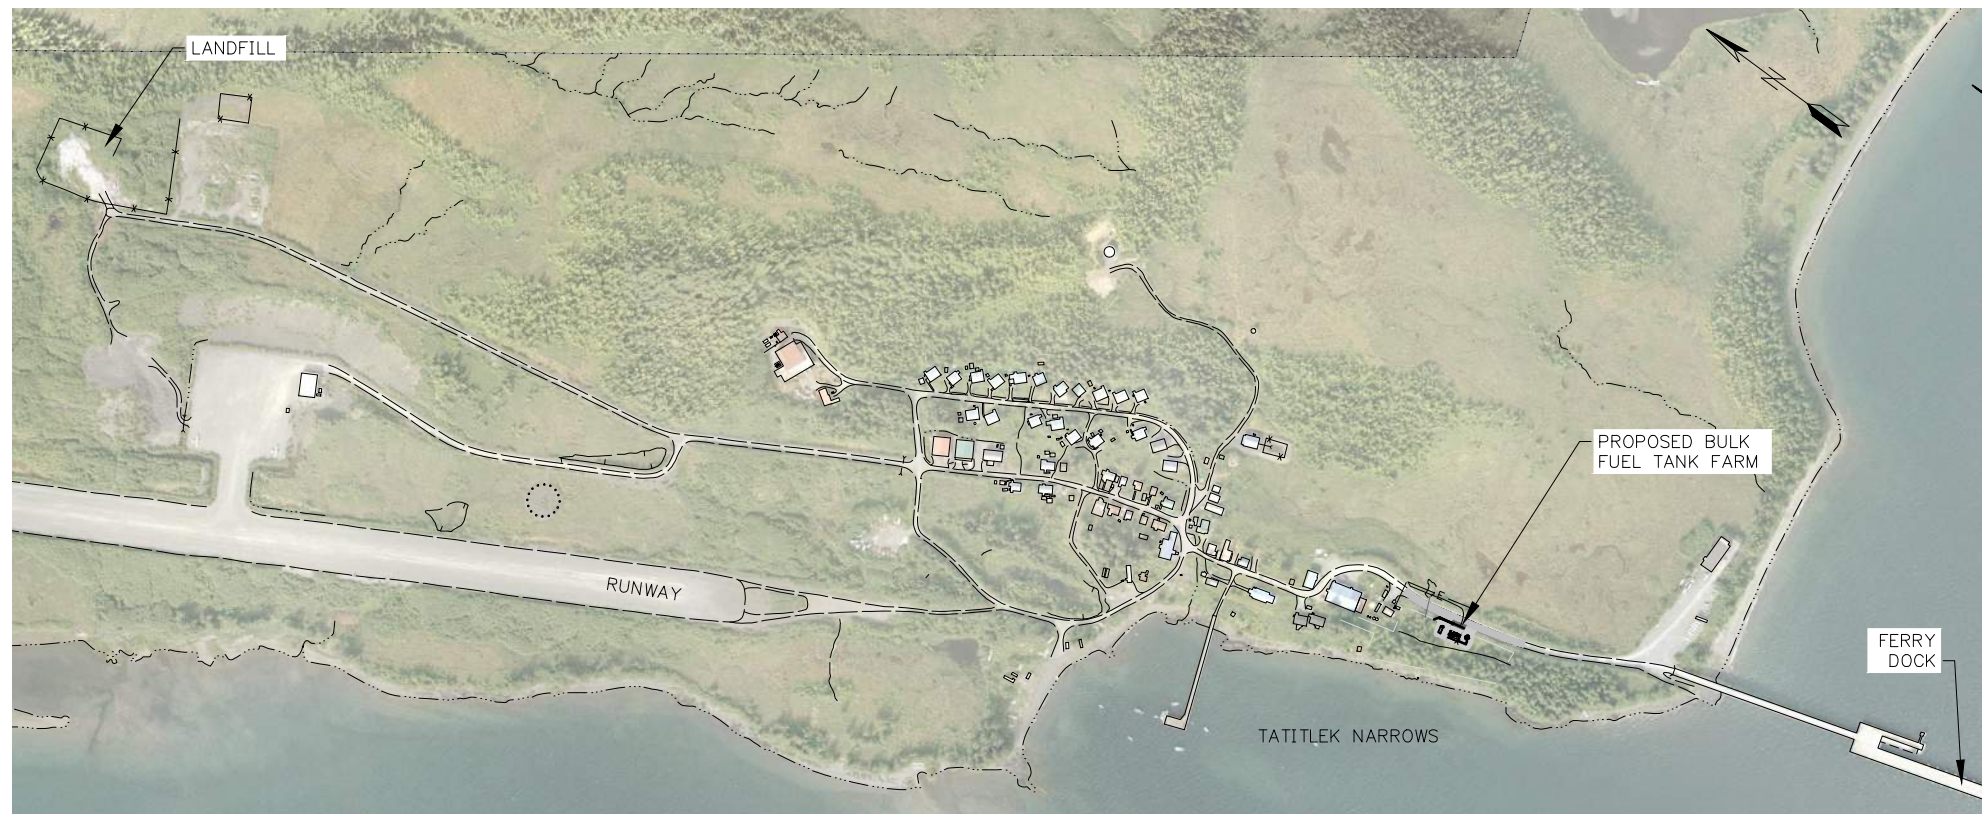 LANDFILL
N
PROPOSED BULK
FUEL TANK FARM
RUNWAY
FERRY
DOCK
TATITLEK NARROWS